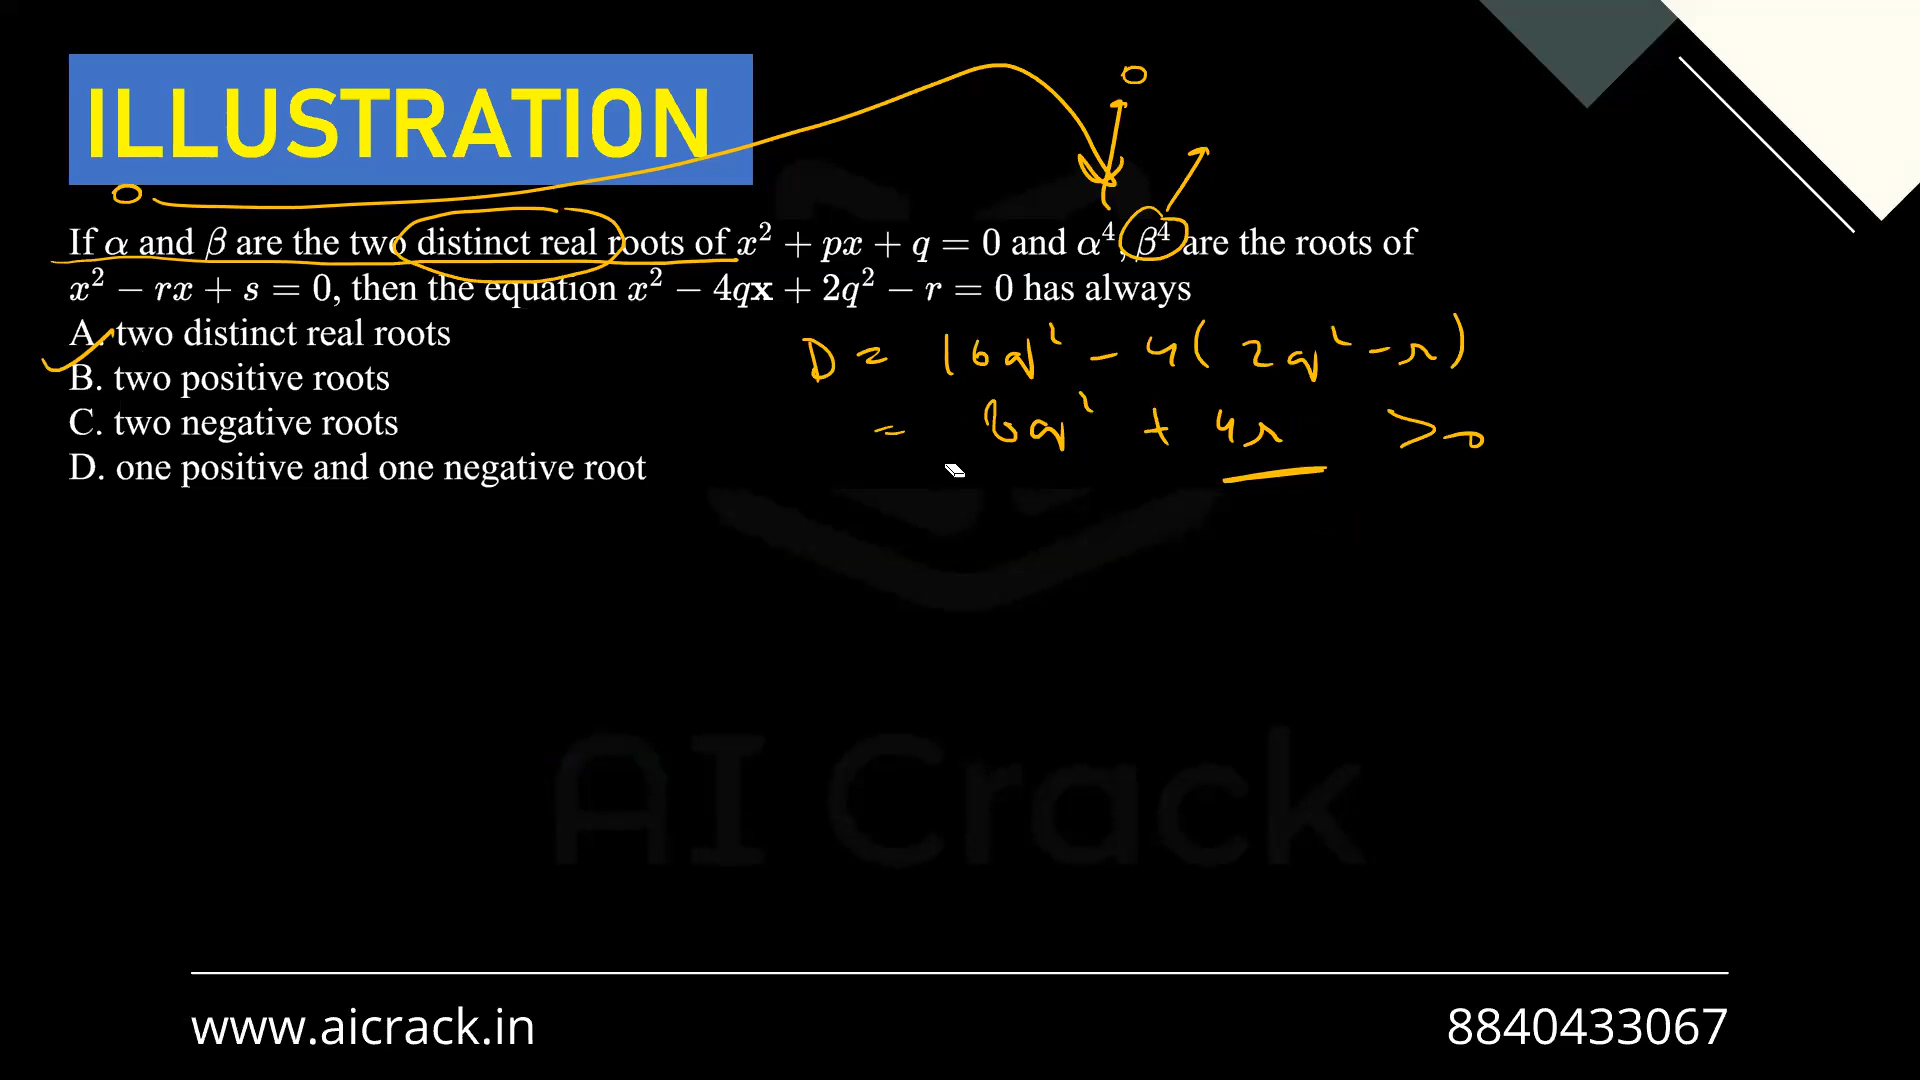 ILLUSTRATION
0
0
If α and β are the two distinct real roots of x² + px + q = 0 and α⁴, β⁴ are the roots of
x² − rx + s = 0, then the equation x² − 4qx + 2q² − r = 0 has always
A. two distinct real roots
B. two positive roots
C. two negative roots
D. one positive and one negative root
D = 16q² − 4(2q² − r)
= 8q² + 4r > 0
AI Crack
www.aicrack.in
8840433067